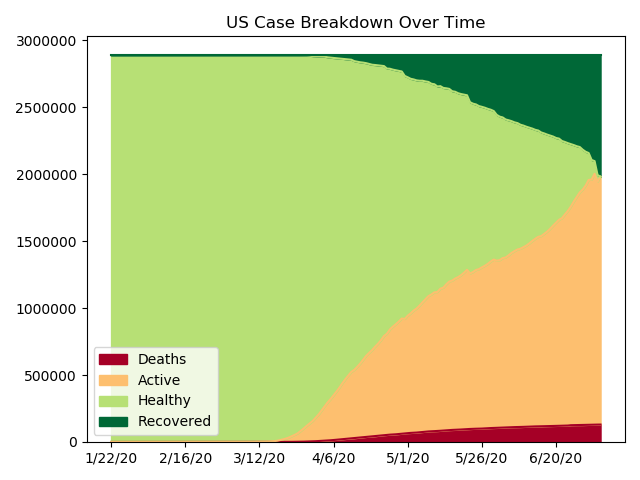 US Case Breakdown Over Time
3000000
2500000
2000000
1500000
1000000
500000
0
Deaths
Active
Healthy
Recovered
1/22/20 2/16/20 3/12/20 4/6/20 5/1/20 5/26/20 6/20/20